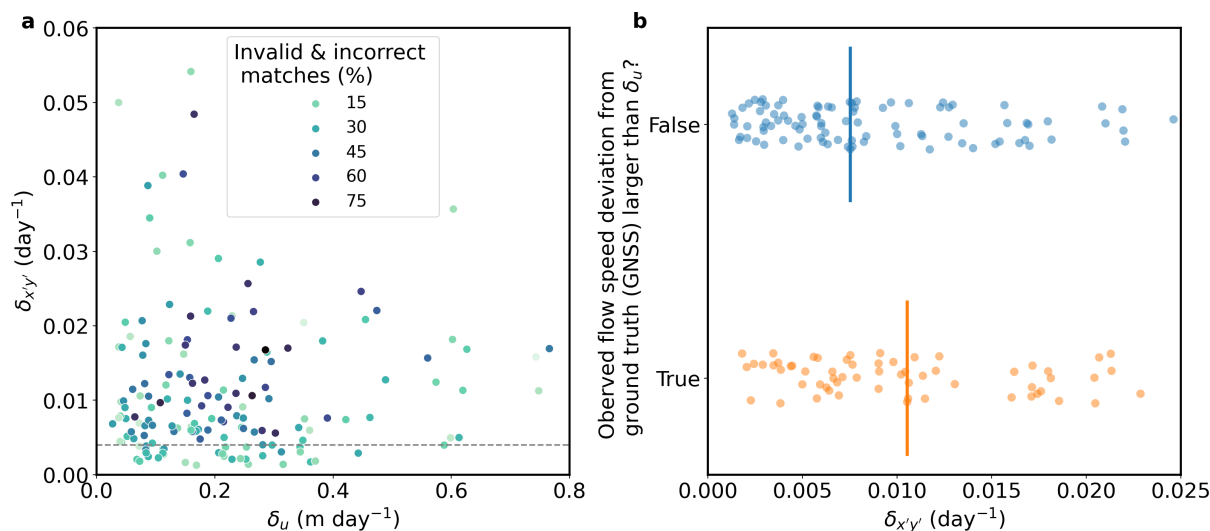 a
0.06
0.05
0.04
0.03
0.02
0.01
0.00
δx′y′ (day−1)
Invalid & incorrect
matches (%)
15
30
45
60
75
0.0
0.2
0.4
0.6
0.8
δu (m day−1)
b
Oberved flow speed deviation from
ground truth (GNSS) larger than δu?
False
True
0.000
0.005
0.010
0.015
0.020
0.025
δx′y′ (day−1)